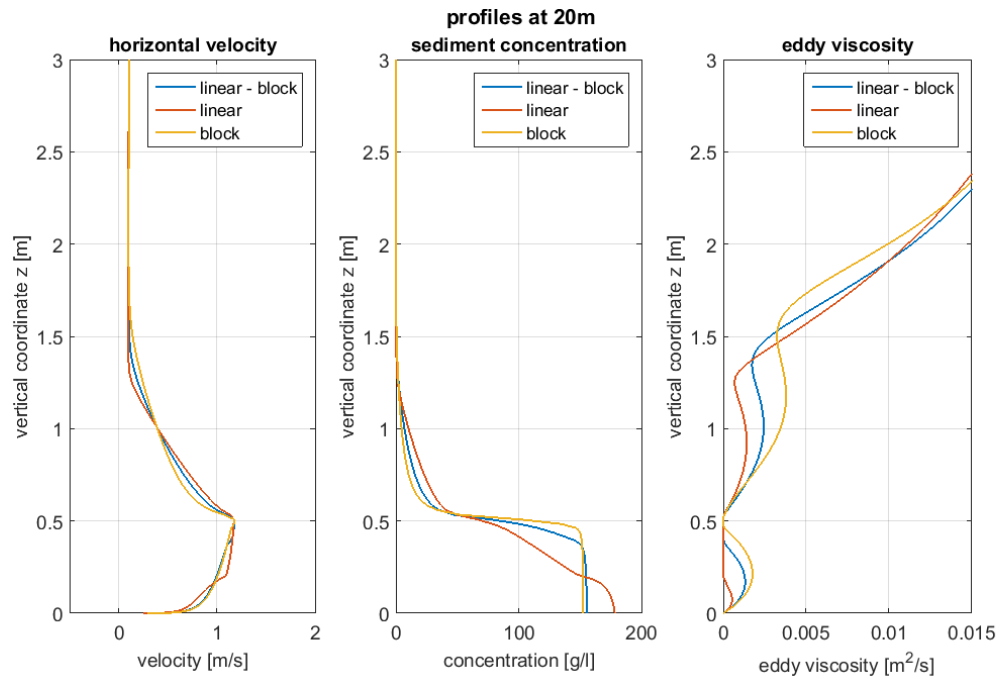 profiles at 20m
horizontal velocity
3
2.5
2
1.5
1
0.5
0
vertical coordinate z [m]
linear - block
linear
block
0
1
2
velocity [m/s]
sediment concentration
3
2.5
2
1.5
1
0.5
0
vertical coordinate z [m]
linear - block
linear
block
0
100
200
concentration [g/l]
eddy viscosity
3
2.5
2
1.5
1
0.5
0
vertical coordinate z [m]
linear - block
linear
block
0
0.005
0.01
0.015
eddy viscosity [m²/s]